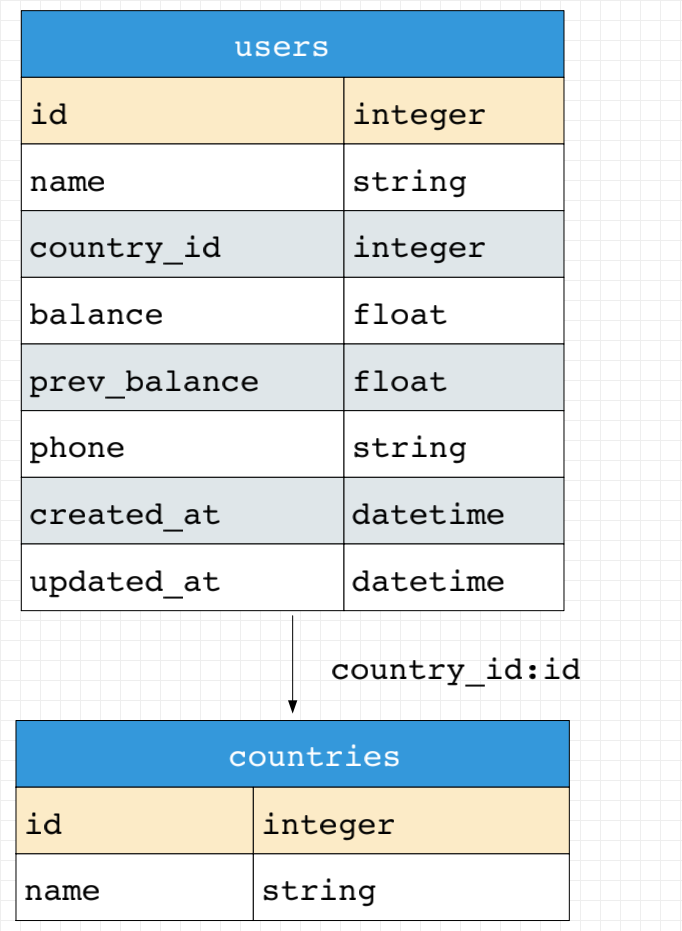 users
id integer
name string
country_id integer
balance float
prev_balance float
phone string
created_at datetime
updated_at datetime
country_id:id
countries
id integer
name string